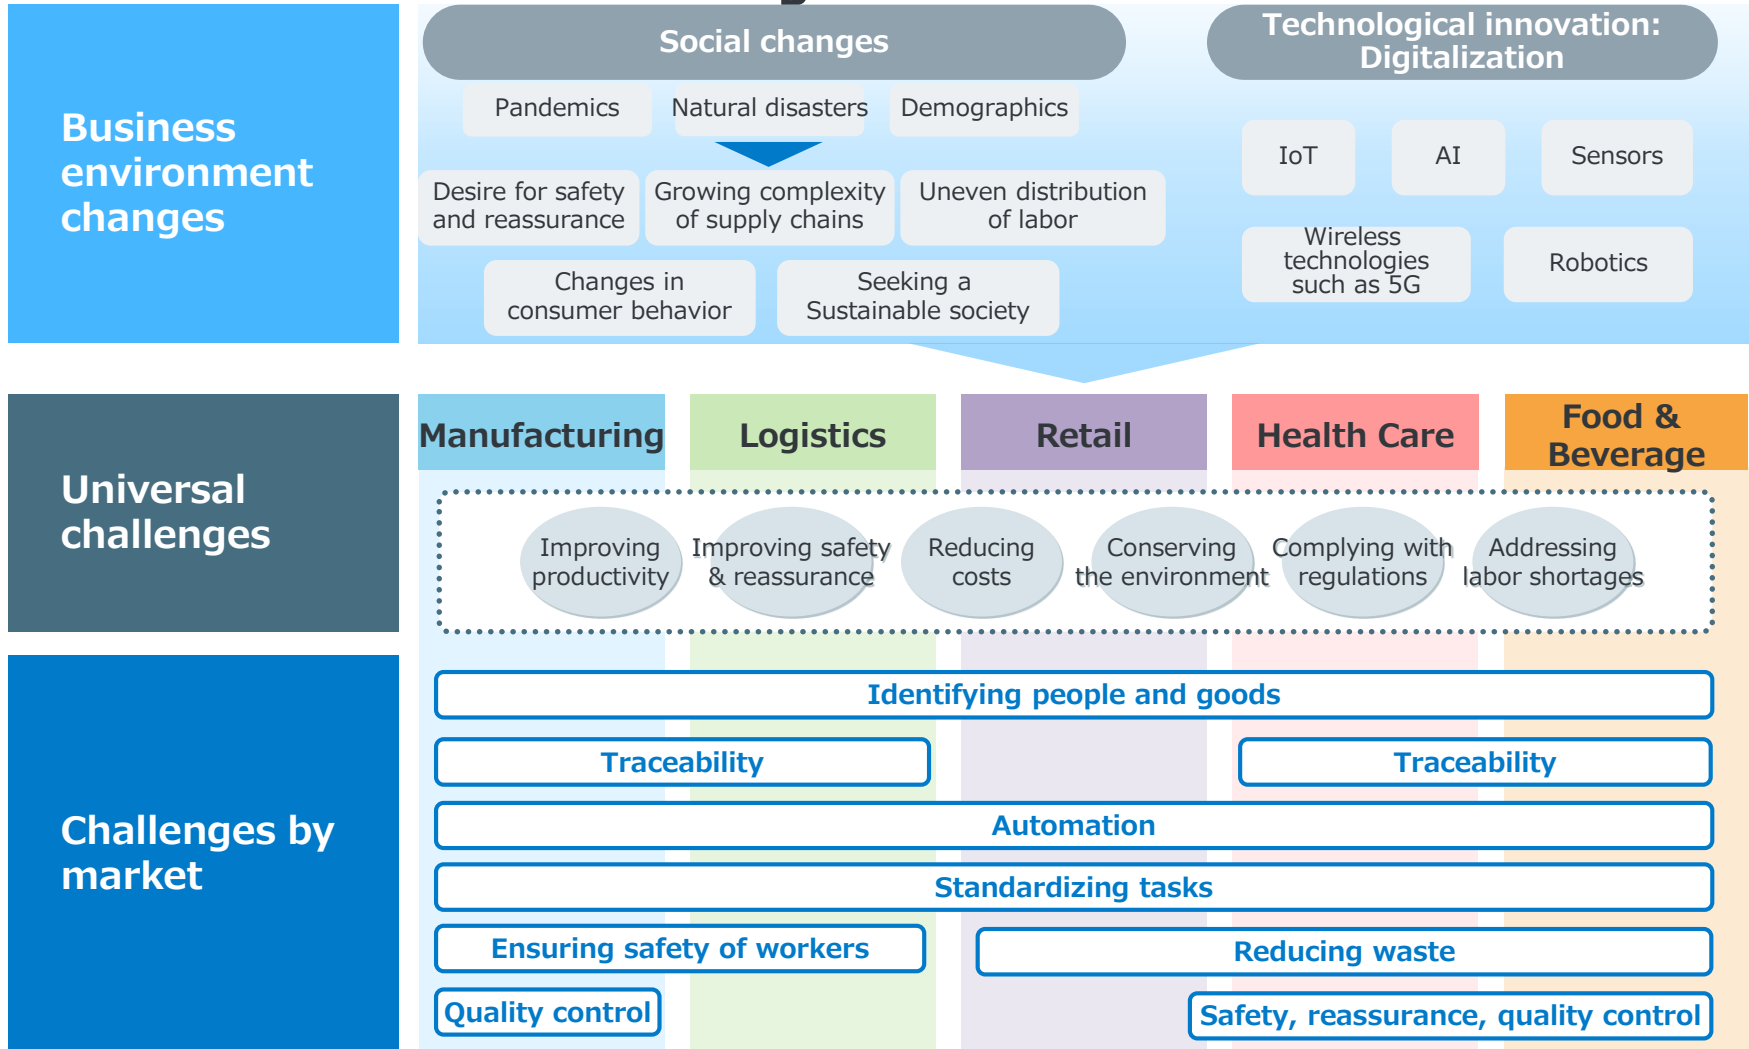 Business
environment
changes
Social changes
Pandemics
Natural disasters
Demographics
Desire for safety
and reassurance
Growing complexity
of supply chains
Uneven distribution
of labor
Changes in
consumer behavior
Seeking a
Sustainable society
Technological innovation:
Digitalization
IoT
AI
Sensors
Wireless
technologies
such as 5G
Robotics
Universal
challenges
Manufacturing
Logistics
Retail
Health Care
Food &
Beverage
Improving
productivity
Improving safety
& reassurance
Reducing
costs
Conserving
the environment
Complying with
regulations
Addressing
labor shortages
Challenges by
market
Identifying people and goods
Traceability
Traceability
Automation
Standardizing tasks
Ensuring safety of workers
Reducing waste
Quality control
Safety, reassurance, quality control